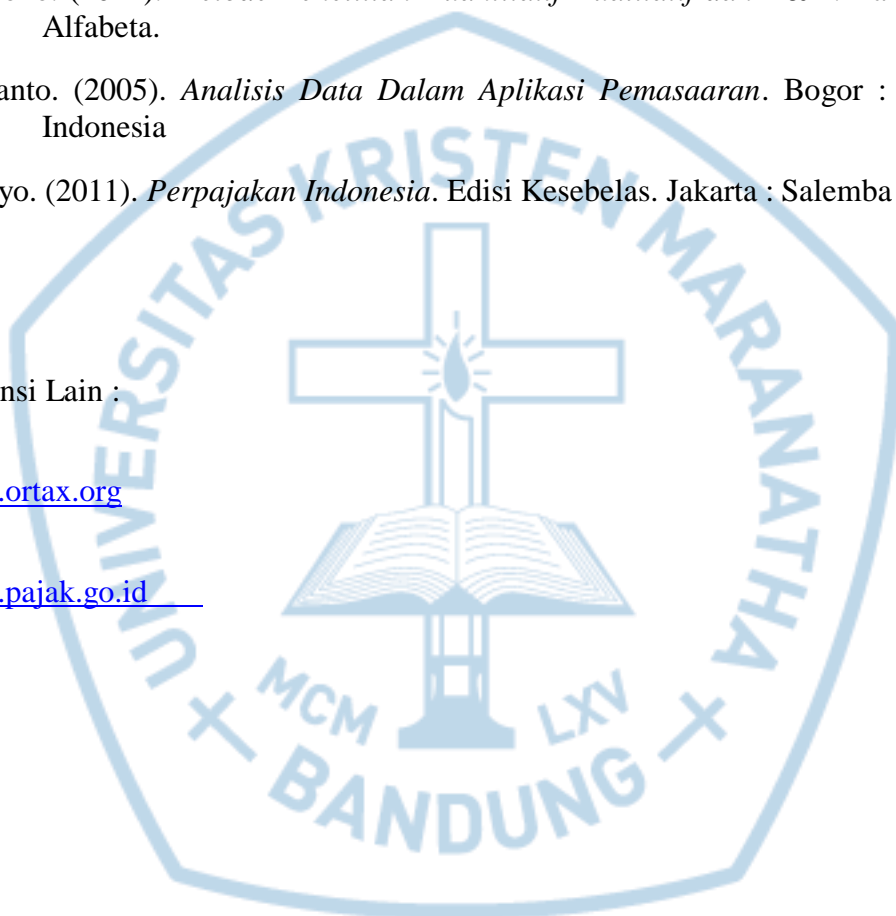 Alfabeta.
anto. (2005). Analisis Data Dalam Aplikasi Pemasaaran. Bogor :
Indonesia
yo. (2011). Perpajakan Indonesia. Edisi Kesebelas. Jakarta : Salemba
nsi Lain :
.ortax.org
.pajak.go.id
UNIVERSITAS KRISTEN MARANATHA
MCM LXV
BANDUNG